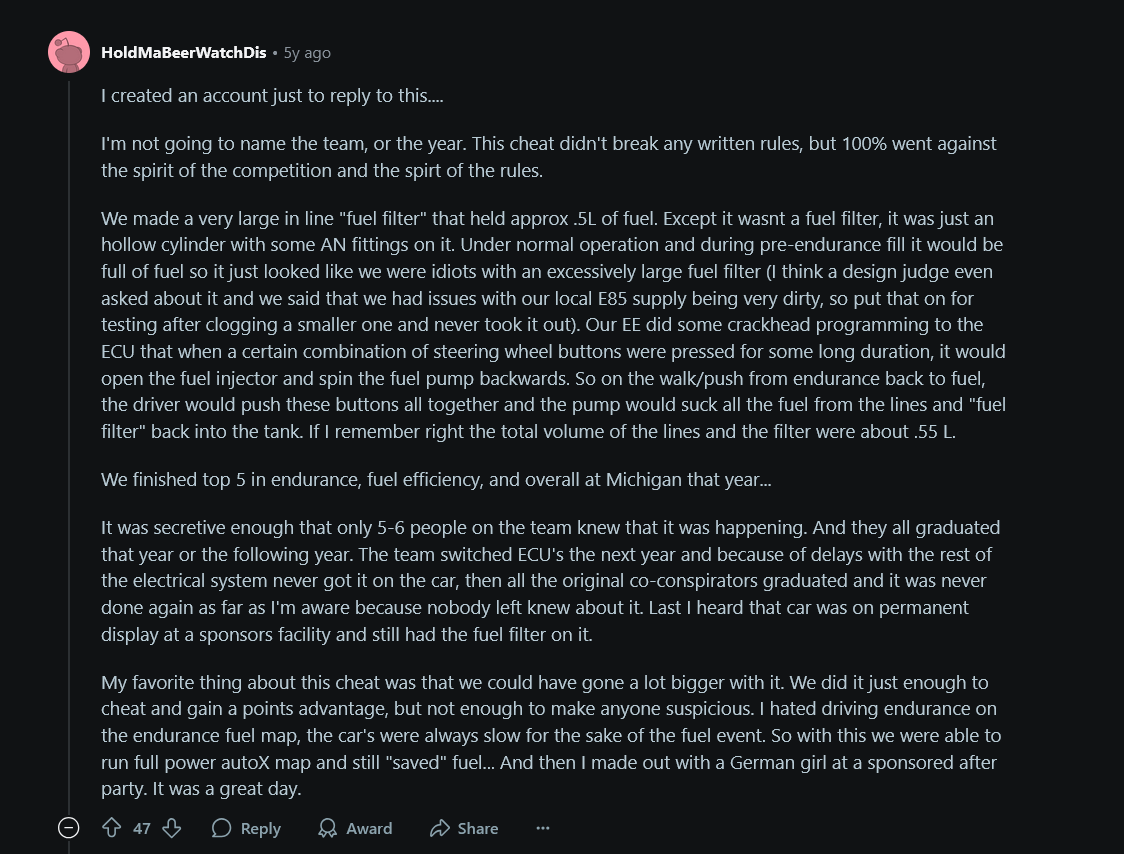 HoldMaBeerWatchDis • 5y ago
I created an account just to reply to this....
I'm not going to name the team, or the year. This cheat didn't break any written rules, but 100% went against
the spirit of the competition and the spirt of the rules.
We made a very large in line "fuel filter" that held approx .5L of fuel. Except it wasnt a fuel filter, it was just an
hollow cylinder with some AN fittings on it. Under normal operation and during pre-endurance fill it would be
full of fuel so it just looked like we were idiots with an excessively large fuel filter (I think a design judge even
asked about it and we said that we had issues with our local E85 supply being very dirty, so put that on for
testing after clogging a smaller one and never took it out). Our EE did some crackhead programming to the
ECU that when a certain combination of steering wheel buttons were pressed for some long duration, it would
open the fuel injector and spin the fuel pump backwards. So on the walk/push from endurance back to fuel,
the driver would push these buttons all together and the pump would suck all the fuel from the lines and "fuel
filter" back into the tank. If I remember right the total volume of the lines and the filter were about .55 L.
We finished top 5 in endurance, fuel efficiency, and overall at Michigan that year...
It was secretive enough that only 5-6 people on the team knew that it was happening. And they all graduated
that year or the following year. The team switched ECU's the next year and because of delays with the rest of
the electrical system never got it on the car, then all the original co-conspirators graduated and it was never
done again as far as I'm aware because nobody left knew about it. Last I heard that car was on permanent
display at a sponsors facility and still had the fuel filter on it.
My favorite thing about this cheat was that we could have gone a lot bigger with it. We did it just enough to
cheat and gain a points advantage, but not enough to make anyone suspicious. I hated driving endurance on
the endurance fuel map, the car's were always slow for the sake of the fuel event. So with this we were able to
run full power autoX map and still "saved" fuel... And then I made out with a German girl at a sponsored after
party. It was a great day.
47 Reply Award Share ...